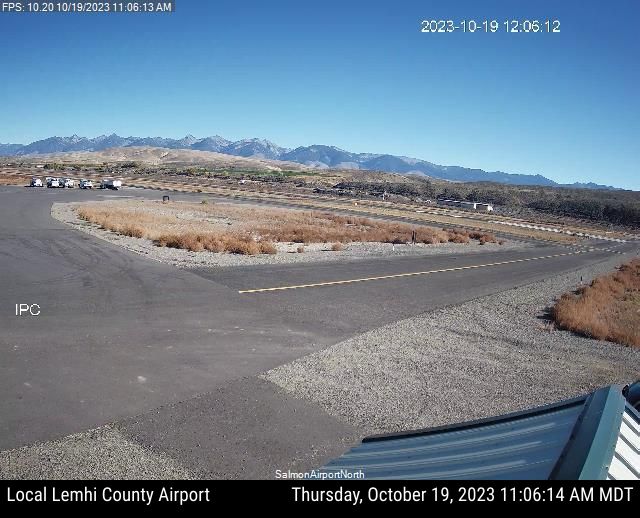 FPS: 10.20 10/19/2023 11:06:13 AM
2023-10-19 12:06:12
IPC
SalmonAirportNorth
Local Lemhi County Airport Thursday, October 19, 2023 11:06:14 AM MDT